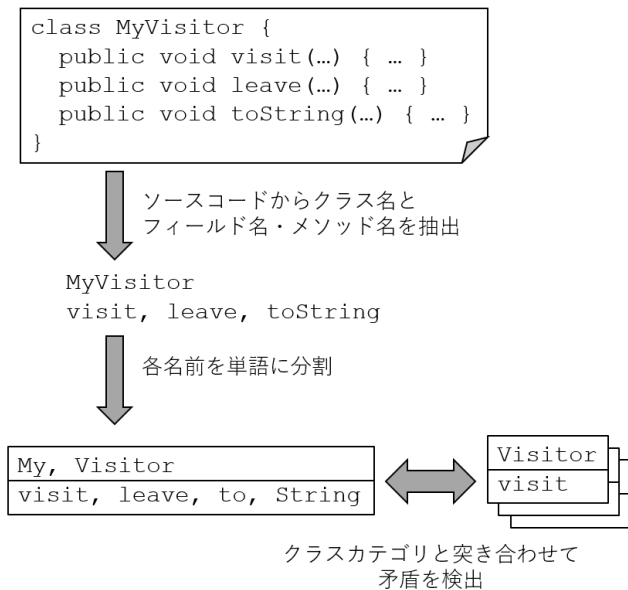 class MyVisitor {
  public void visit(…) { … }
  public void leave(…) { … }
  public void toString(…) { … }
}
ソースコードからクラス名と
フィールド名・メソッド名を抽出
MyVisitor
visit, leave, toString
各名前を単語に分割
My, Visitor
visit, leave, to, String
Visitor
visit
クラスカテゴリと突き合わせて
矛盾を検出